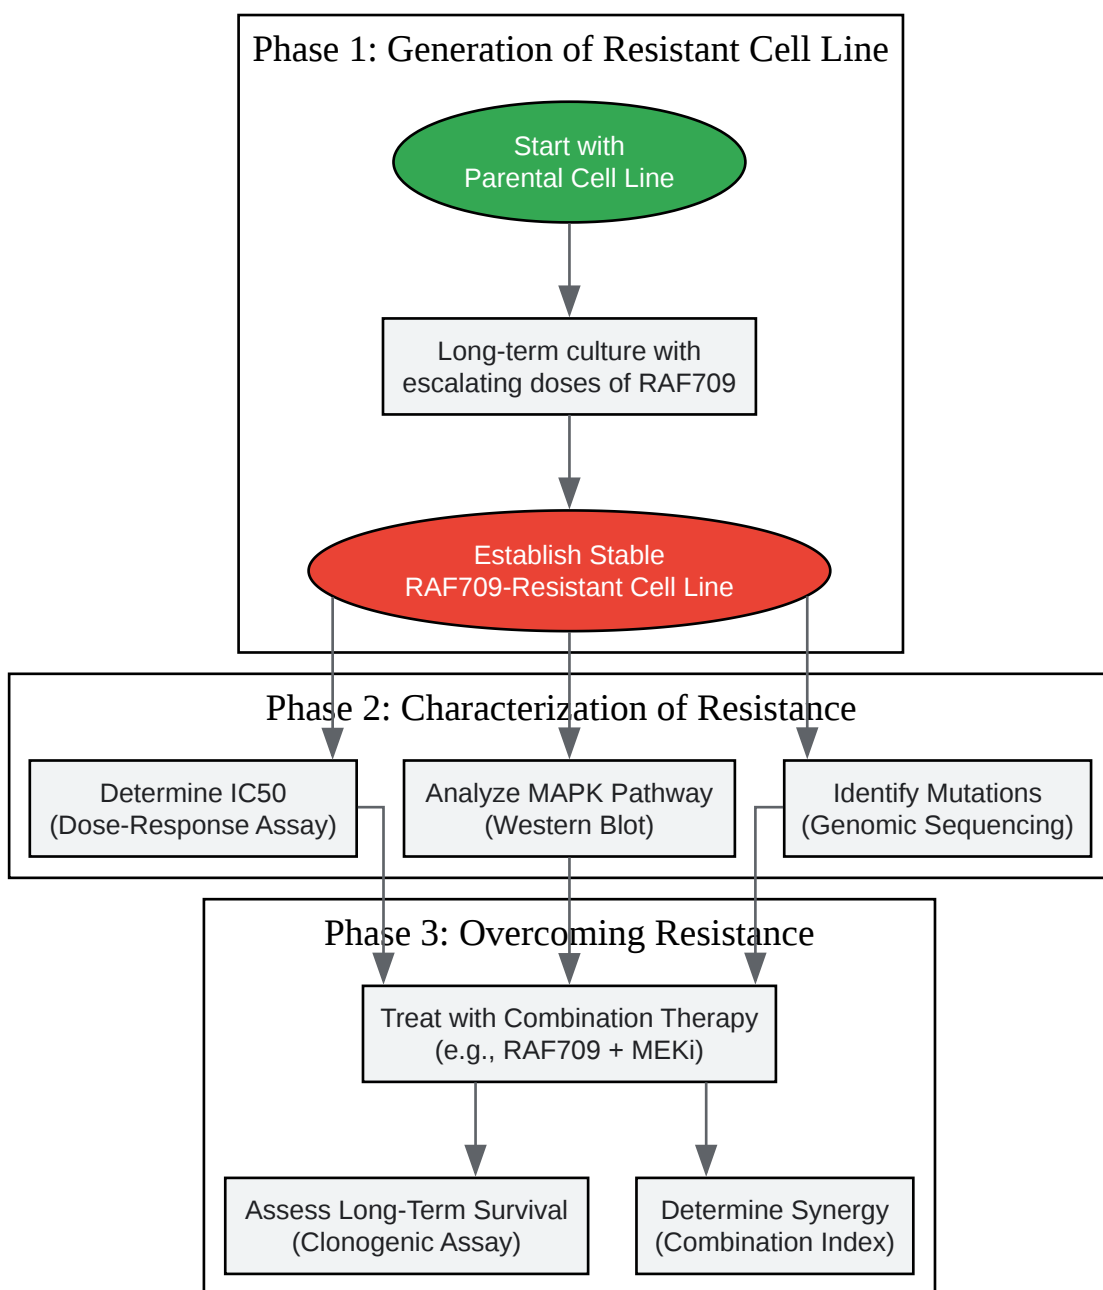 Phase 1: Generation of Resistant Cell Line
Start with
Parental Cell Line
Long-term culture with
escalating doses of RAF709
Establish Stable
RAF709-Resistant Cell Line
Phase 2: Characterization of Resistance
Determine IC50
(Dose-Response Assay)
Analyze MAPK Pathway
(Western Blot)
Identify Mutations
(Genomic Sequencing)
Phase 3: Overcoming Resistance
Treat with Combination Therapy
(e.g., RAF709 + MEKi)
Assess Long-Term Survival
(Clonogenic Assay)
Determine Synergy
(Combination Index)